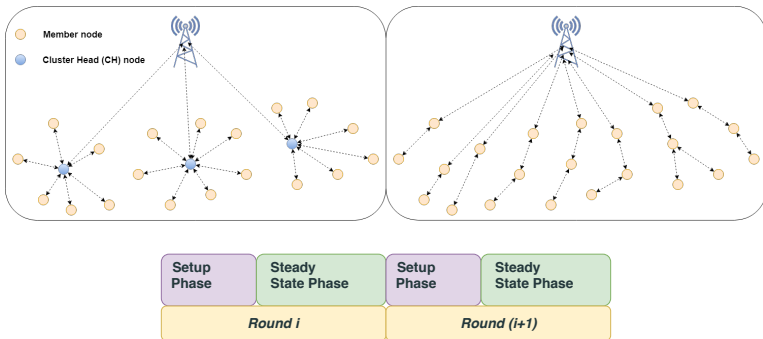 Member node
Cluster Head (CH) node
Setup
Phase
Steady
State Phase
Setup
Phase
Steady
State Phase
Round i
Round (i+1)